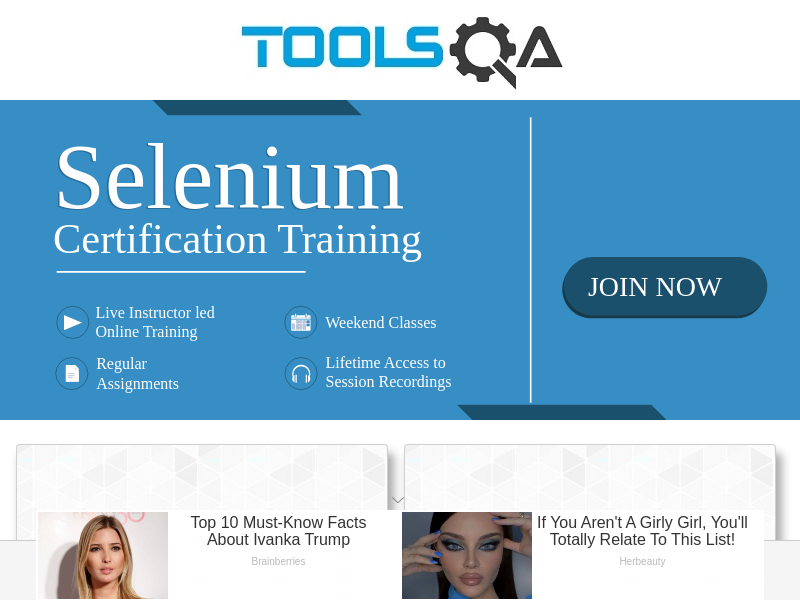 TOOLSQA
Selenium
Certification Training
Live Instructor led
Online Training
Weekend Classes
Regular
Assignments
Lifetime Access to
Session Recordings
JOIN NOW
Top 10 Must-Know Facts
About Ivanka Trump
Brainberries
If You Aren't A Girly Girl, You'll
Totally Relate To This List!
Herbeauty